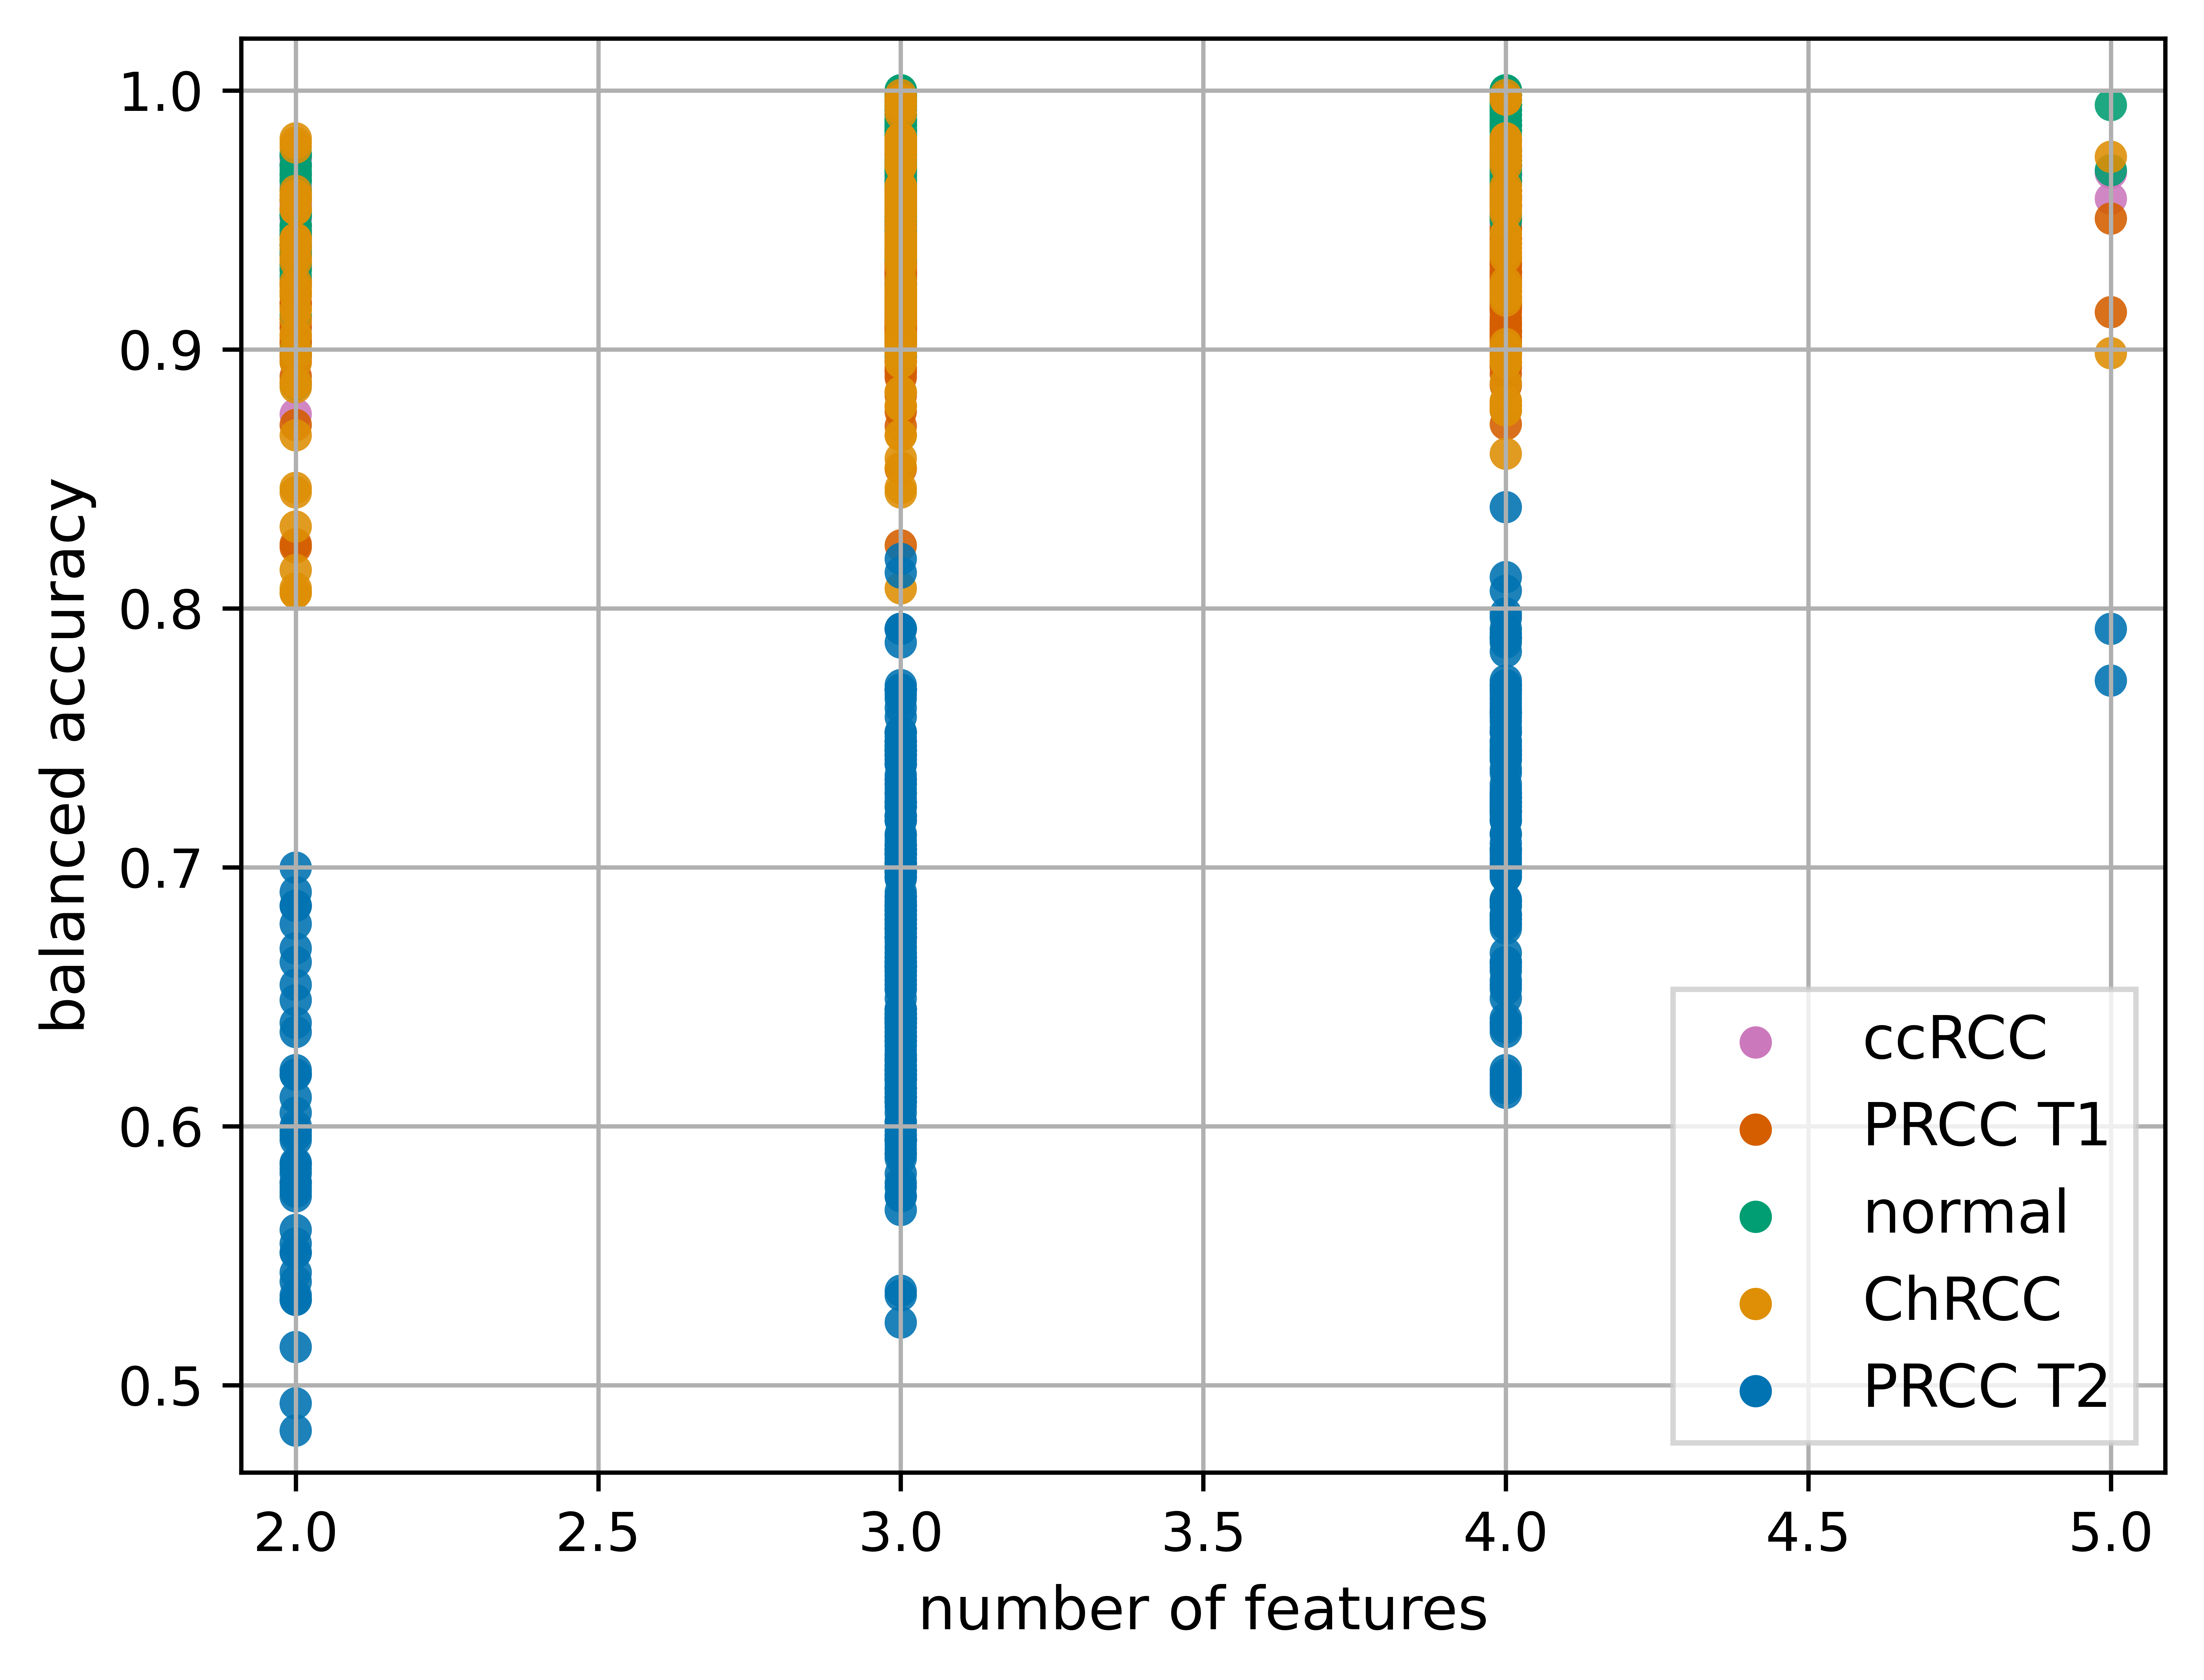 1.0
0.9
0.8
0.7
0.6
0.5
balanced accuracy
2.0 2.5 3.0 3.5 4.0 4.5 5.0
number of features
ccRCC
PRCC T1
normal
ChRCC
PRCC T2